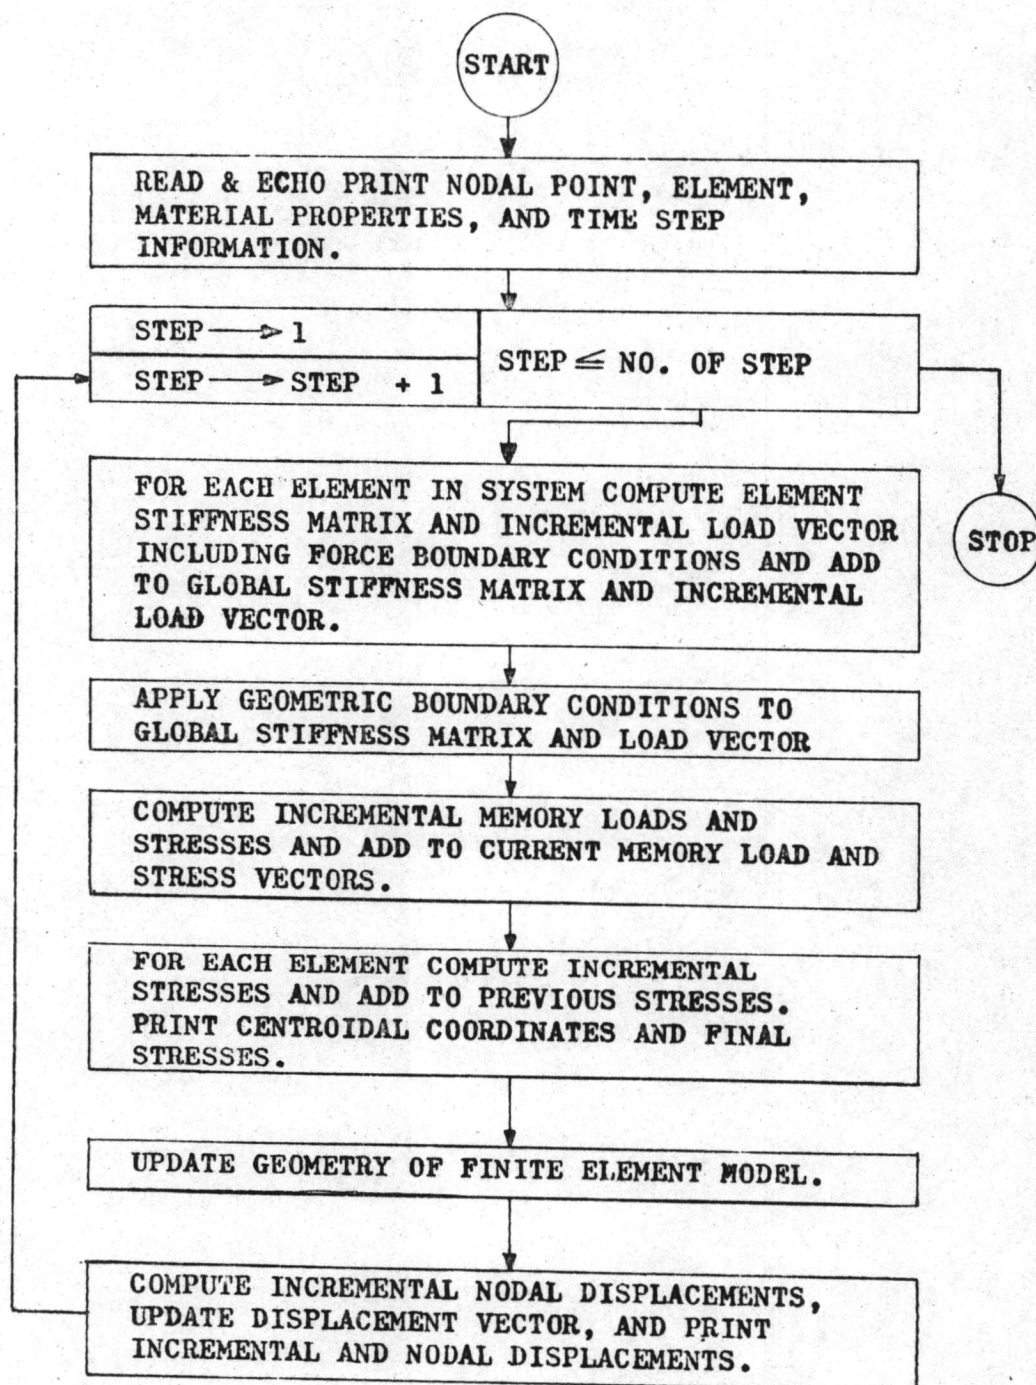 START
READ & ECHO PRINT NODAL POINT, ELEMENT,
MATERIAL PROPERTIES, AND TIME STEP
INFORMATION.
STEP → 1
STEP → STEP + 1
STEP ≤ NO. OF STEP
FOR EACH ELEMENT IN SYSTEM COMPUTE ELEMENT
STIFFNESS MATRIX AND INCREMENTAL LOAD VECTOR
INCLUDING FORCE BOUNDARY CONDITIONS AND ADD
TO GLOBAL STIFFNESS MATRIX AND INCREMENTAL
LOAD VECTOR.
STOP
APPLY GEOMETRIC BOUNDARY CONDITIONS TO
GLOBAL STIFFNESS MATRIX AND LOAD VECTOR
COMPUTE INCREMENTAL MEMORY LOADS AND
STRESSES AND ADD TO CURRENT MEMORY LOAD AND
STRESS VECTORS.
FOR EACH ELEMENT COMPUTE INCREMENTAL
STRESSES AND ADD TO PREVIOUS STRESSES.
PRINT CENTROIDAL COORDINATES AND FINAL
STRESSES.
UPDATE GEOMETRY OF FINITE ELEMENT MODEL.
COMPUTE INCREMENTAL NODAL DISPLACEMENTS,
UPDATE DISPLACEMENT VECTOR, AND PRINT
INCREMENTAL AND NODAL DISPLACEMENTS.